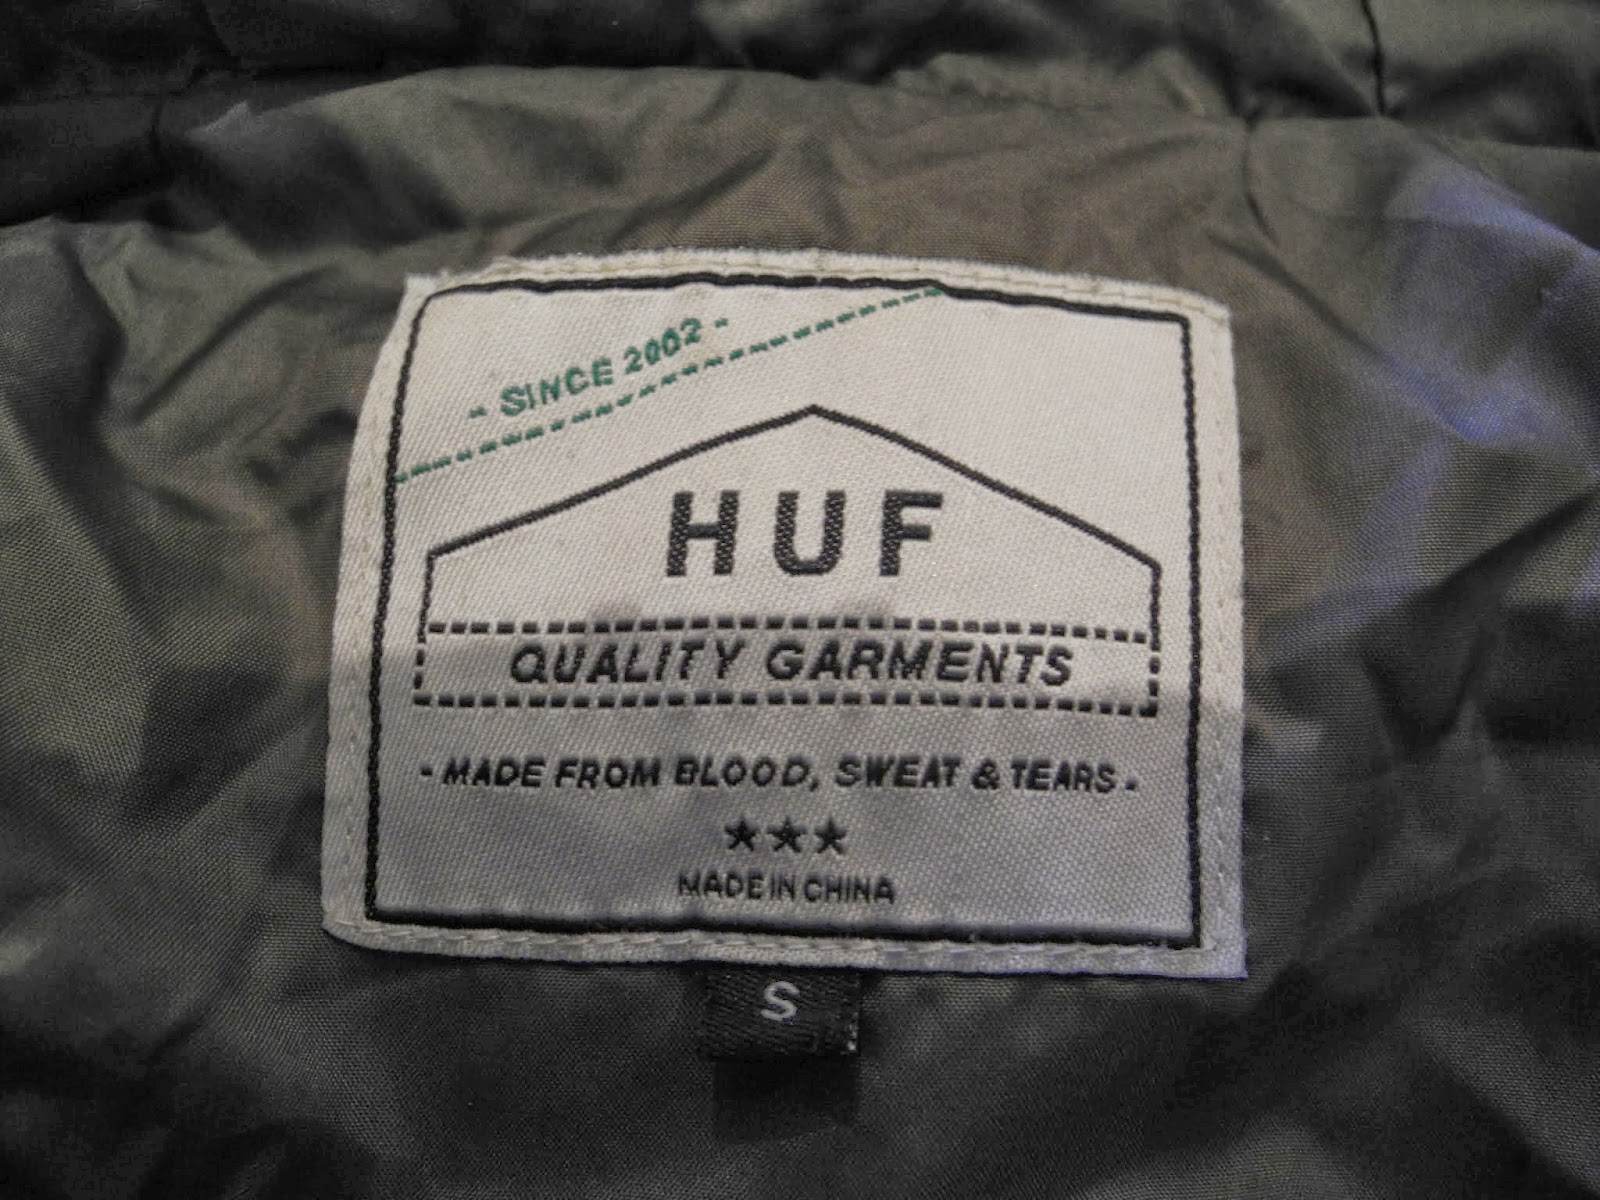 - SINCE 2002 -
HUF
QUALITY GARMENTS
- MADE FROM BLOOD, SWEAT & TEARS -
★★★
MADE IN CHINA
S